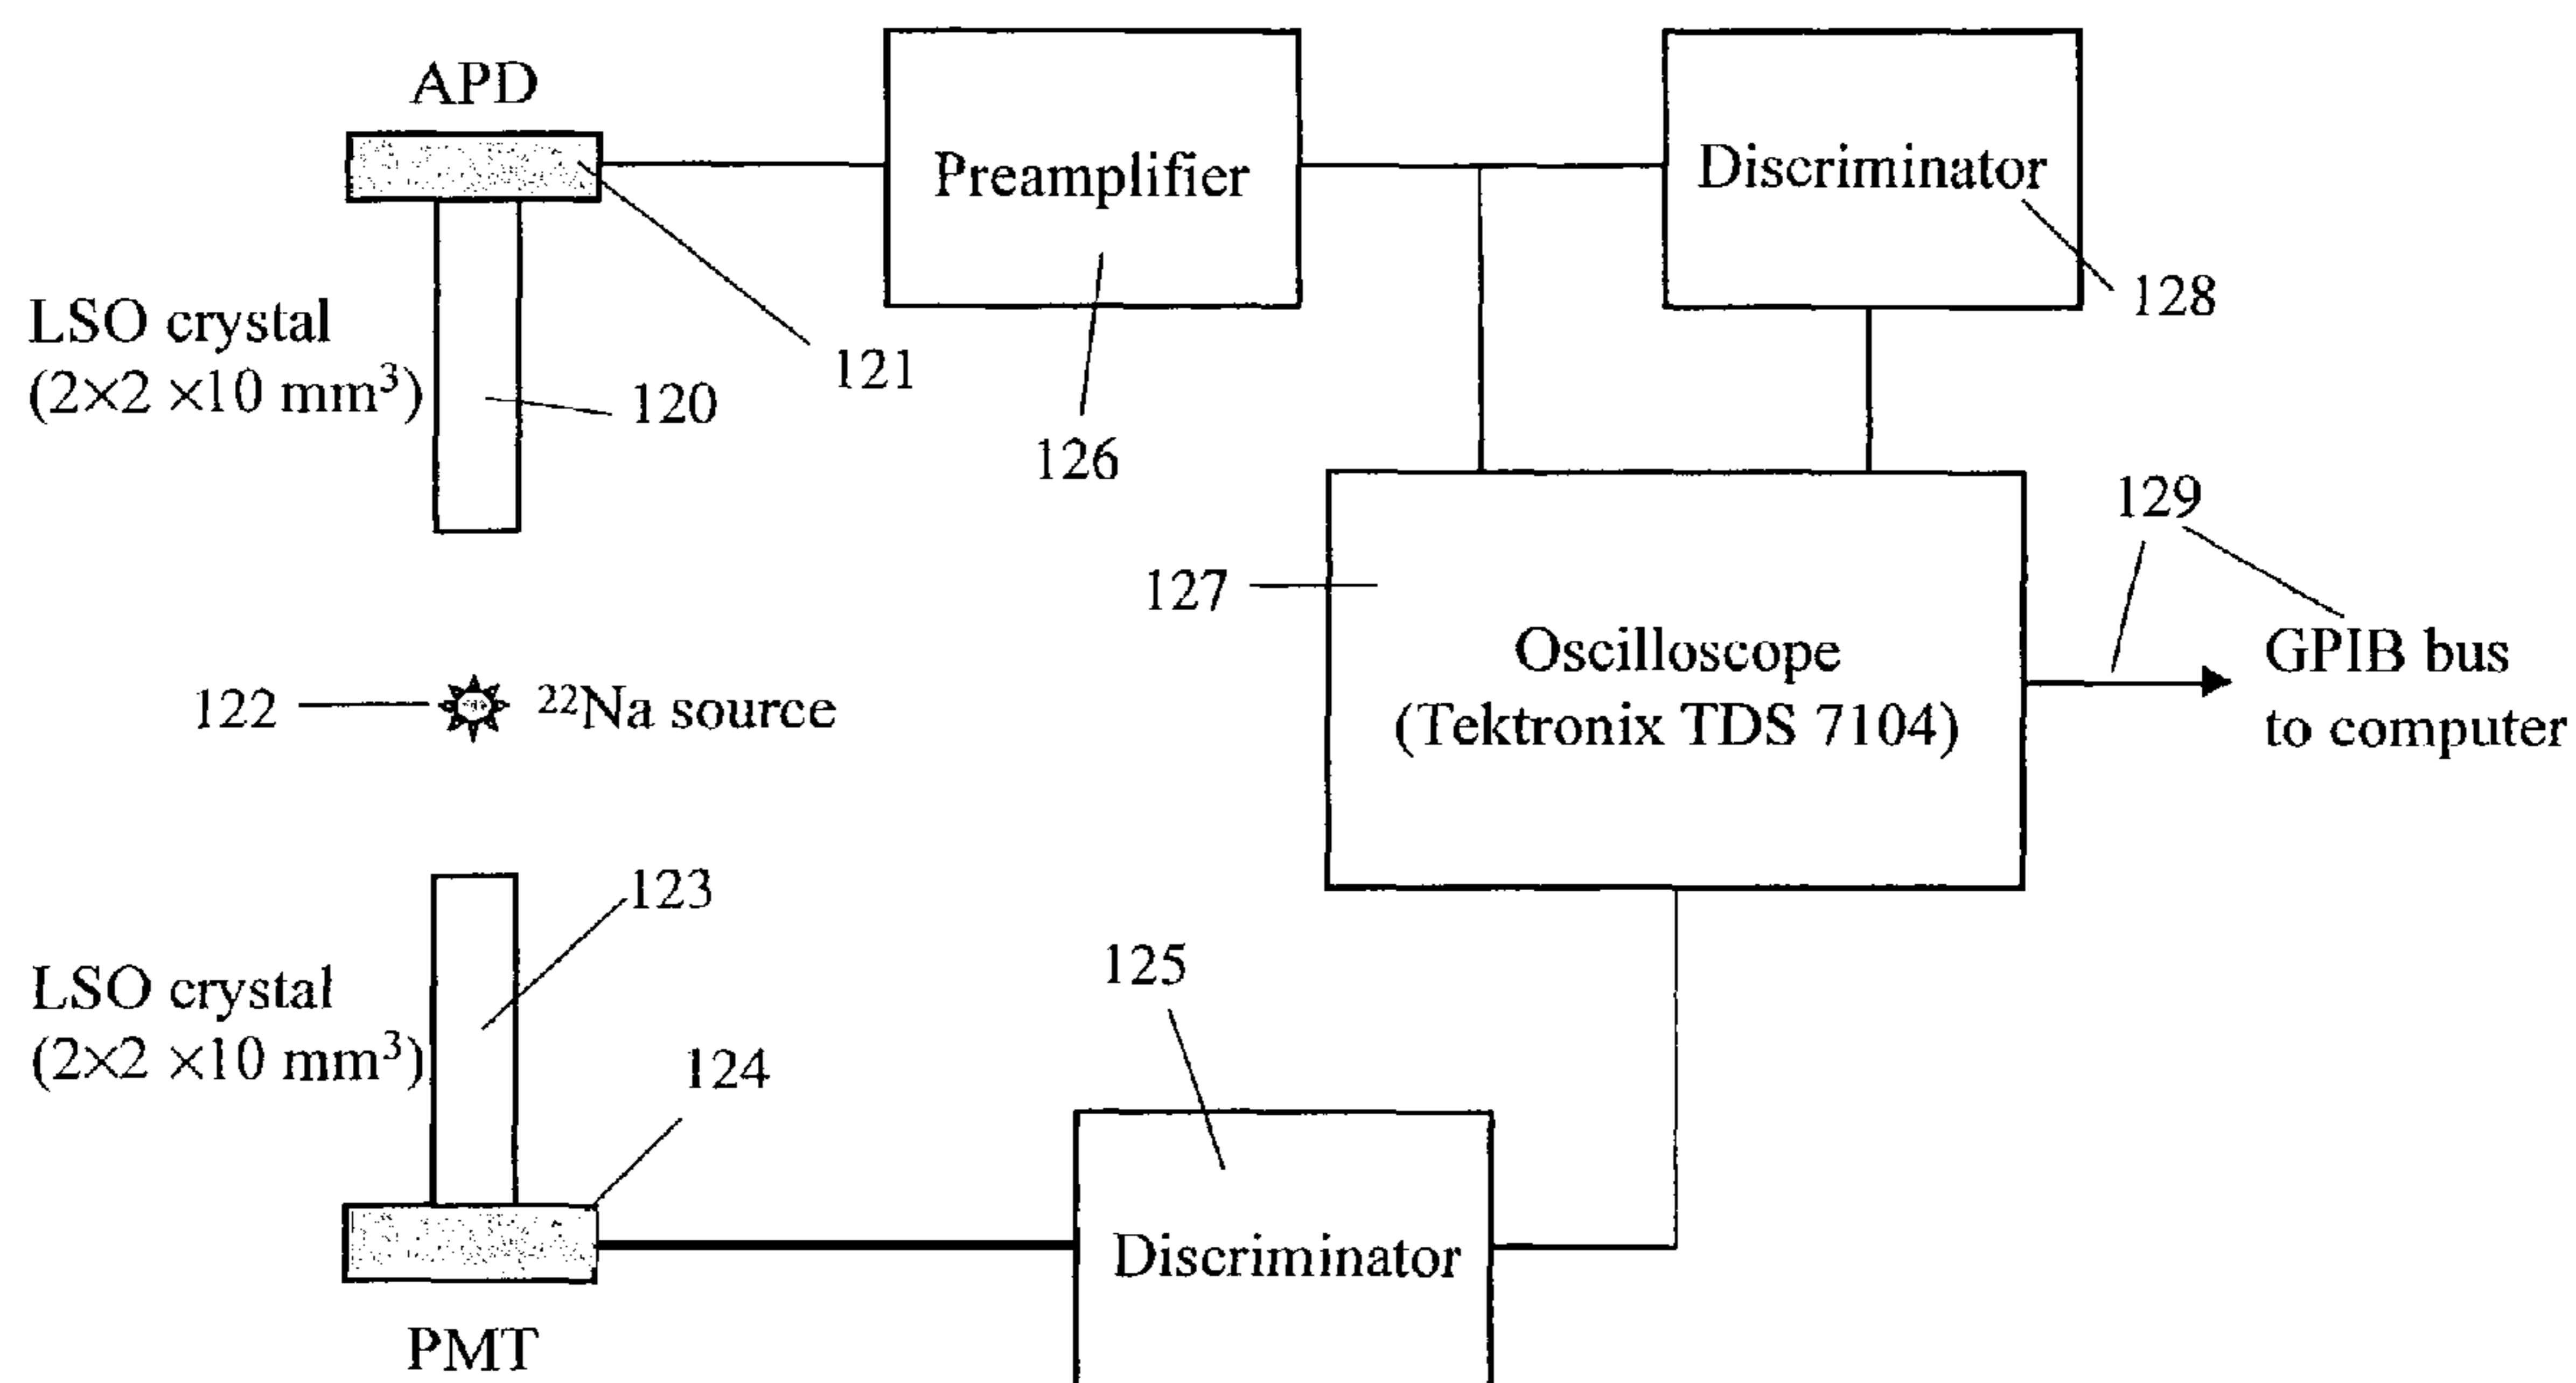 APD
Preamplifier
Discriminator
128
LSO crystal
(2×2 ×10 mm³)
121
120
126
129
127
Oscilloscope
(Tektronix TDS 7104)
GPIB bus
to computer
122
²²Na source
123
LSO crystal
(2×2 ×10 mm³)
124
125
Discriminator
PMT